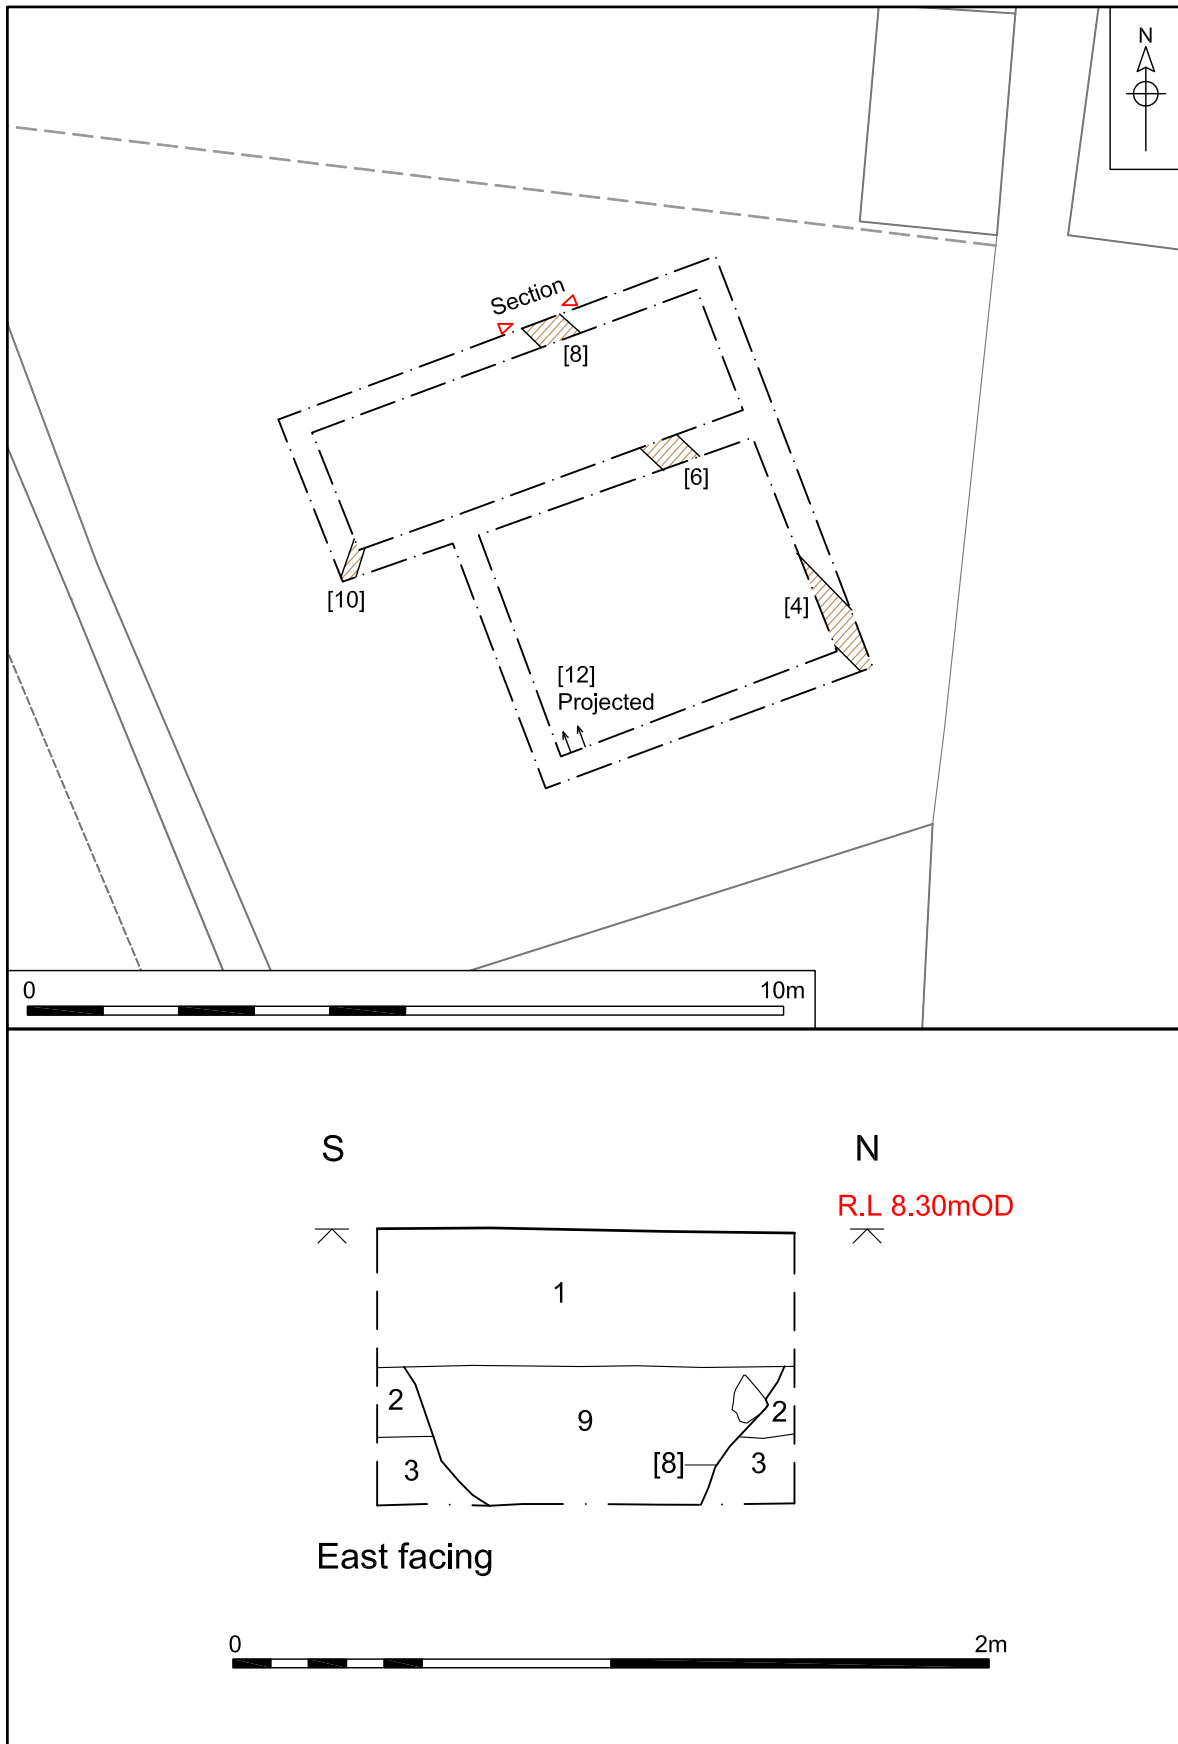 N
Section
[8]
[6]
[10]
[4]
[12]
Projected
0 10m
S N
R.L 8.30mOD
1
2 9 2
3 [8] 3
East facing
0 2m